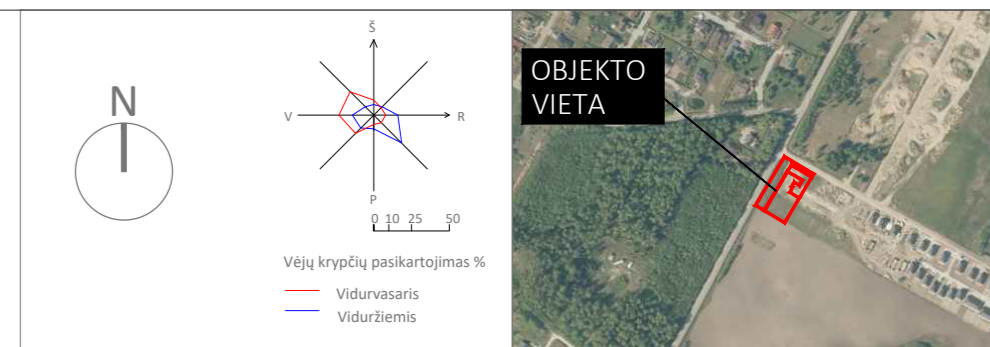 N
Š
V
R
P
0 10 25 50
Vėjų krypčių pasikartojimas %
Vidurvasaris
Viduržiemis
OBJEKTO
VIETA